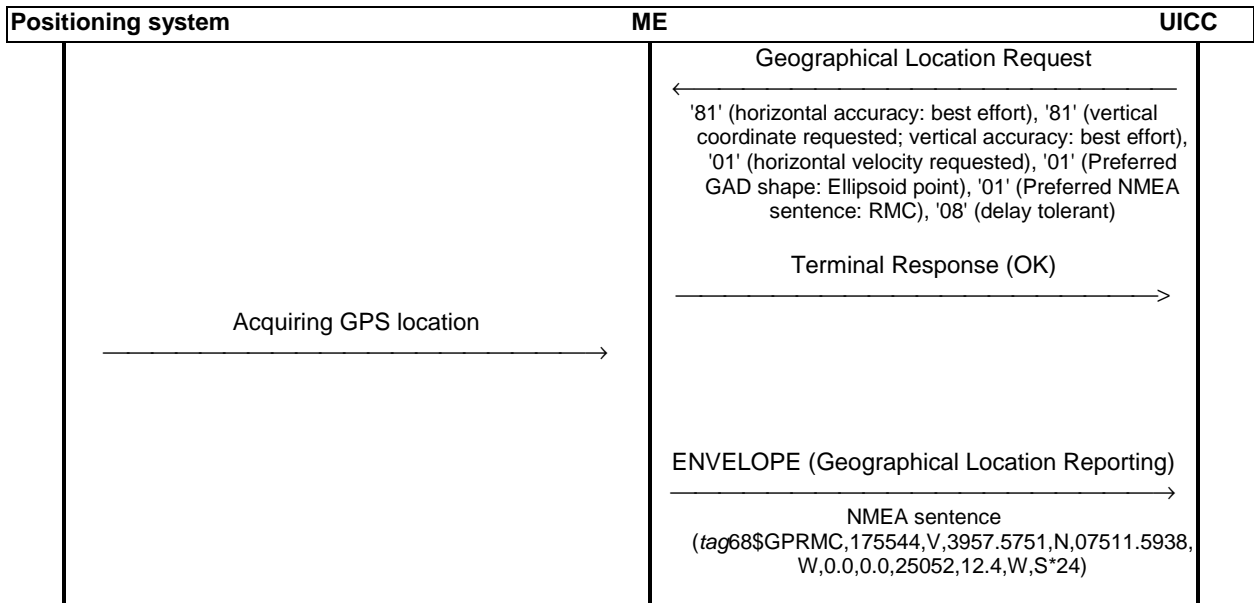 Positioning system ME UICC
Geographical Location Request
'81' (horizontal accuracy: best effort), '81' (vertical
coordinate requested; vertical accuracy: best effort),
'01' (horizontal velocity requested), '01' (Preferred
GAD shape: Ellipsoid point), '01' (Preferred NMEA
sentence: RMC), '08' (delay tolerant)
Terminal Response (OK)
Acquiring GPS location
ENVELOPE (Geographical Location Reporting)
NMEA sentence
(tag68$GPRMC,175544,V,3957.5751,N,07511.5938,
W,0.0,0.0,25052,12.4,W,S*24)